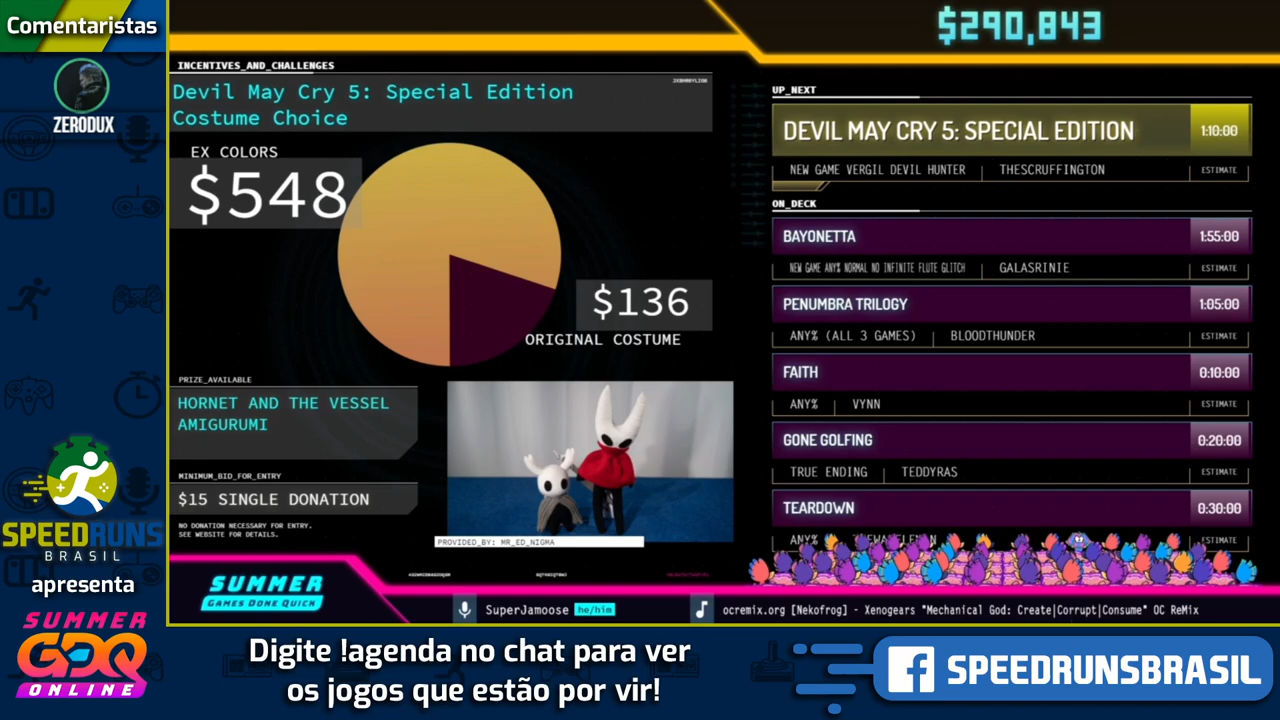 Comentaristas
ZERODUX
SPEEDRUNS
BRASIL
apresenta
SUMMER
GDQ
ONLINE
$290,843
INCENTIVES_AND_CHALLENGES
Devil May Cry 5: Special Edition
Costume Choice
EX COLORS
$548
$136
ORIGINAL COSTUME
PRIZE_AVAILABLE
HORNET AND THE VESSEL
AMIGURUMI
MINIMUM_BID_FOR_ENTRY
$15 SINGLE DONATION
NO DONATION NECESSARY FOR ENTRY.
SEE WEBSITE FOR DETAILS.
PROVIDED_BY: MR_ED_NIGMA
UP_NEXT
DEVIL MAY CRY 5: SPECIAL EDITION 1:10:00
NEW GAME VERGIL DEVIL HUNTER THESCRUFFINGTON ESTIMATE
ON_DECK
BAYONETTA 1:55:00
NEW GAME ANY% NORMAL NO INFINITE FLUTE GLITCH GALASRINIE ESTIMATE
PENUMBRA TRILOGY 1:05:00
ANY% (ALL 3 GAMES) BLOODTHUNDER ESTIMATE
FAITH 0:10:00
ANY% VYNN ESTIMATE
GONE GOLFING 0:20:00
TRUE ENDING TEDDYRAS ESTIMATE
TEARDOWN 0:30:00
ANY% ESTIMATE
SUMMER
GAMES DONE QUICK
SuperJamoose he/him
ocremix.org [Nekofrog] - Xenogears "Mechanical God: Create|Corrupt|Consume" OC ReMix
Digite !agenda no chat para ver
os jogos que estão por vir!
SPEEDRUNSBRASIL